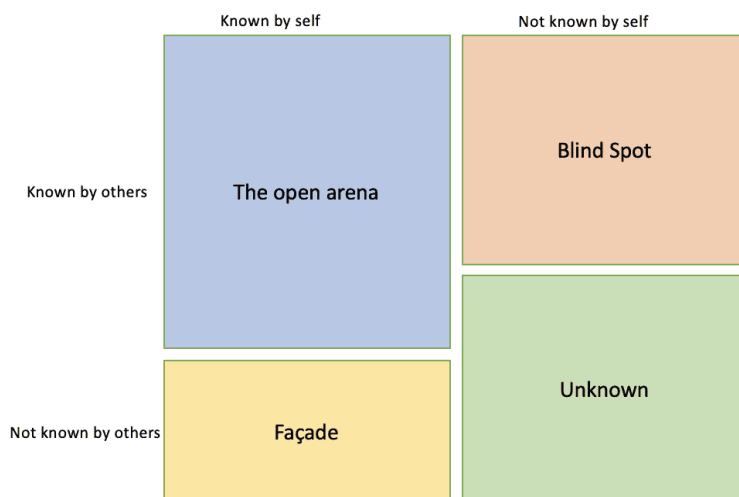 Known by self
Not known by self
Blind Spot
Known by others
The open arena
Unknown
Not known by others
Façade